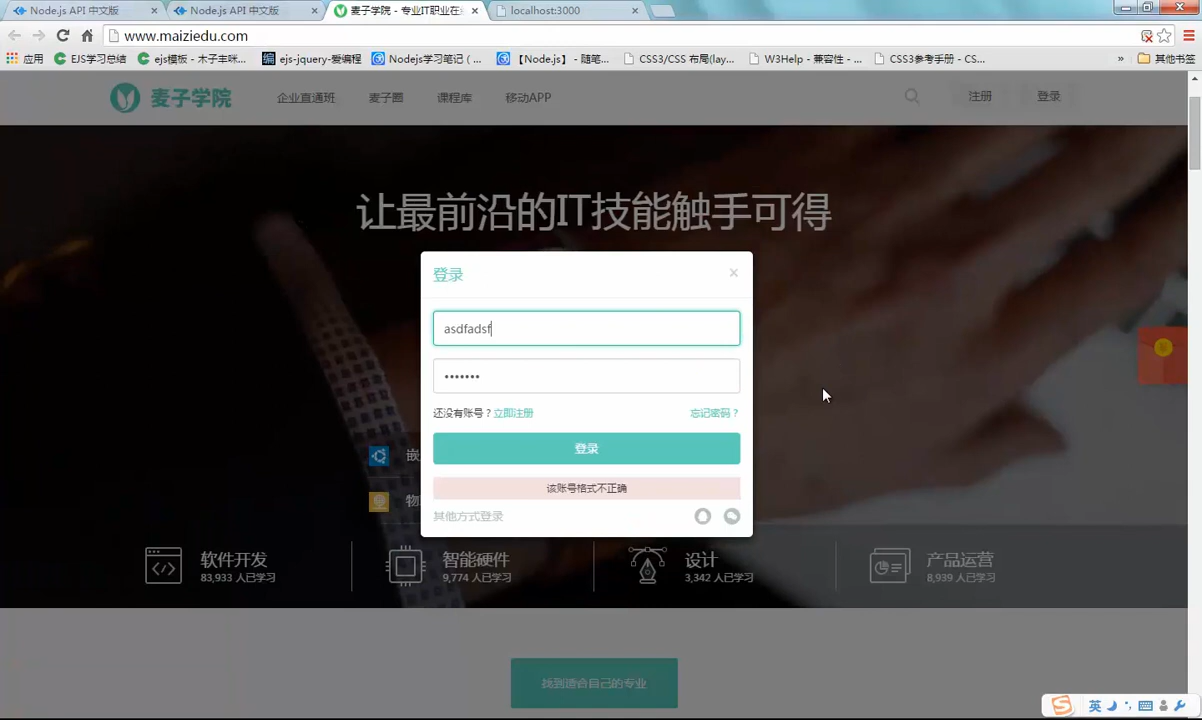 Node.js API 中文版
Node.js API 中文版
麦子学院 - 专业IT职业在
localhost:3000
www.maiziedu.com
应用
EJS学习总结
ejs模板 - 木子丰咪...
编 ejs-jquery-爱编程
Nodejs学习笔记 ( ...
【Node.js】 - 随笔...
CSS3/CSS 布局(lay...
W3Help - 兼容性 - ...
CSS3参考手册 - CS...
»
其他书签
麦子学院
企业直通班
麦子圈
课程库
移动APP
注册
登录
让最前沿的IT技能触手可得
登录
×
asdfadsf
•••••••
还没有账号？立即注册
忘记密码？
登录
该账号格式不正确
其他方式登录
嵌
物
软件开发
83,933 人已学习
智能硬件
9,774 人已学习
设计
3,342 人已学习
产品运营
8,939 人已学习
找到适合自己的专业
英